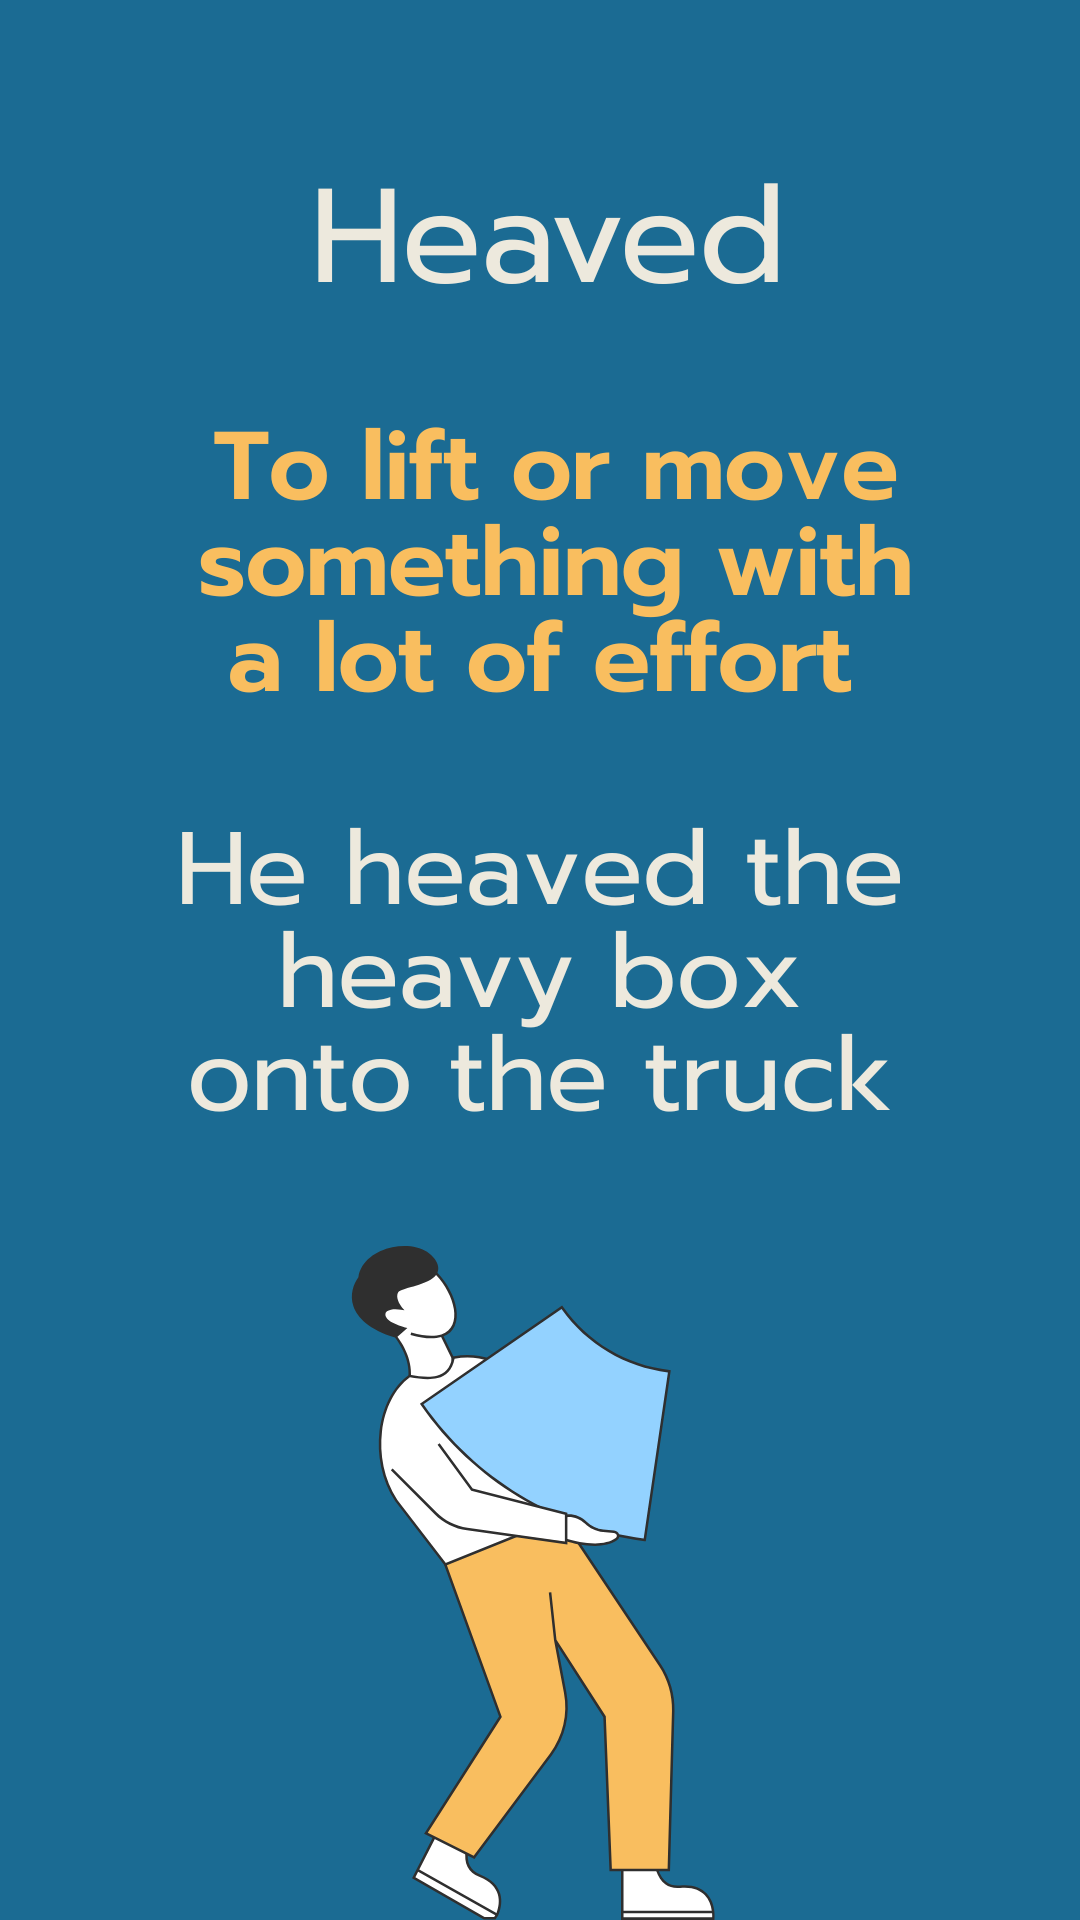 Heaved
To lift or move
something with
a lot of effort
He heaved the
heavy box
onto the truck